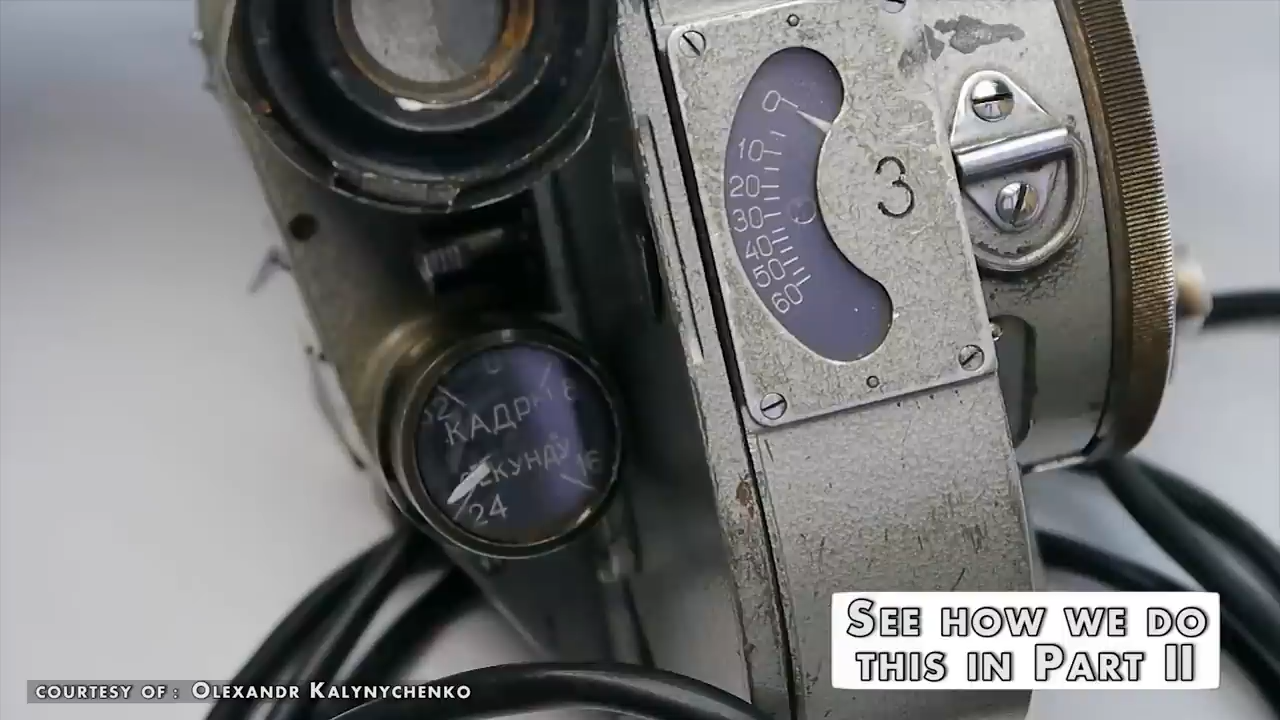 0
10
20
30
40
50
60
3
0
8
32
КАДРЫ
СЕКУНДУ
16
24
SEE HOW WE DO
THIS IN PART II
COURTESY OF : OLEXANDR KALYNYCHENKO